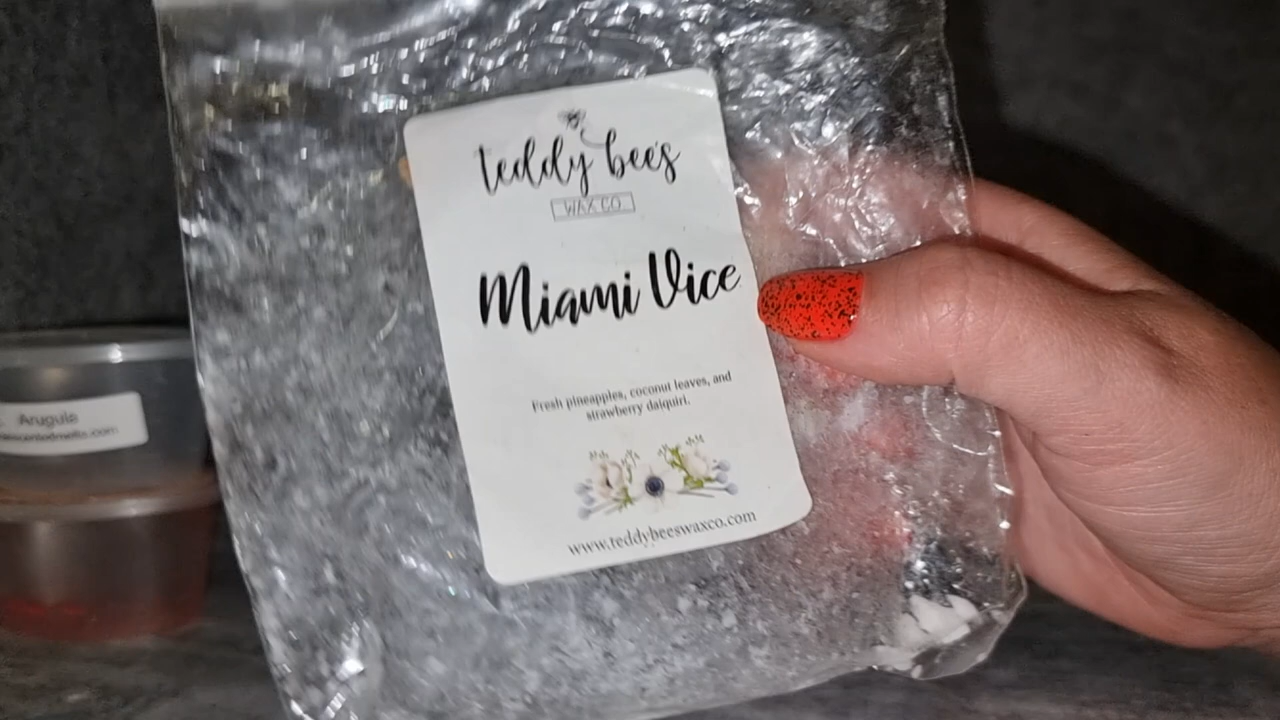 teddy bee's
WAX CO
Miami Vice
Fresh pineapples, coconut leaves, and
strawberry daiquiri.
www.teddybeeswaxco.com
Arugula